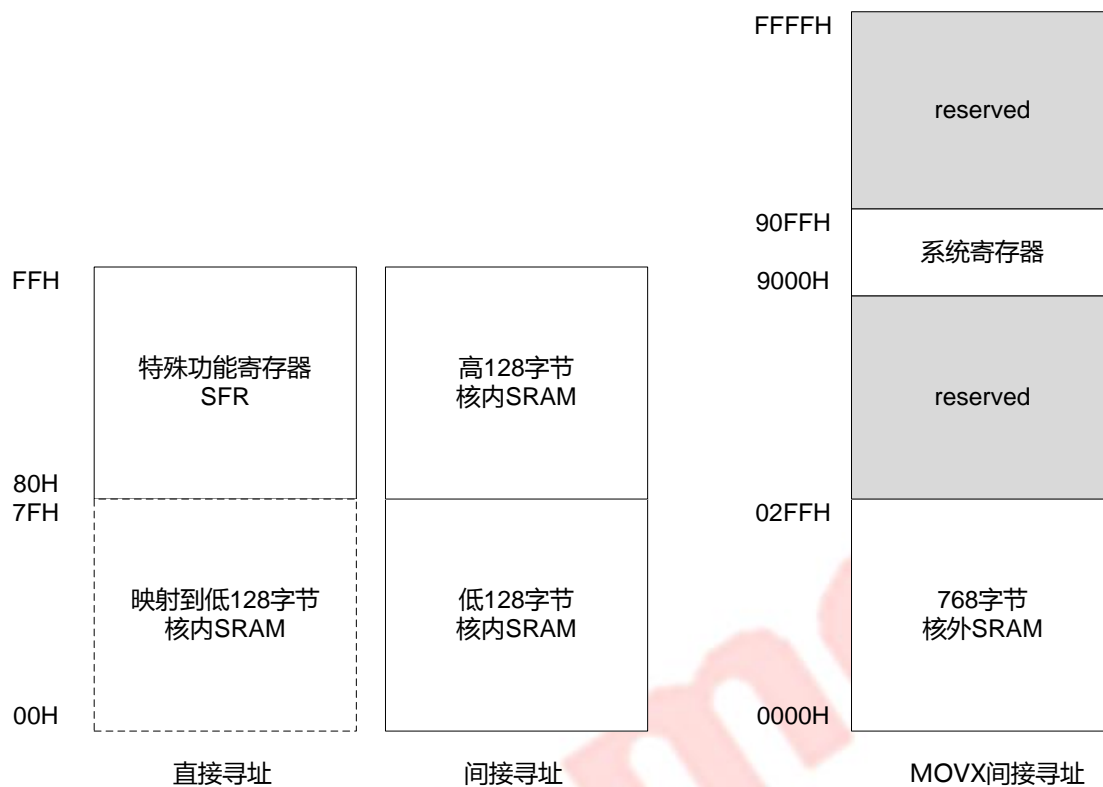 FFFFH
reserved
90FFH
系统寄存器
9000H
FFH
特殊功能寄存器
SFR
高128字节
核内SRAM
reserved
80H
7FH
02FFH
映射到低128字节
核内SRAM
低128字节
核内SRAM
768字节
核外SRAM
00H
0000H
直接寻址
间接寻址
MOVX间接寻址